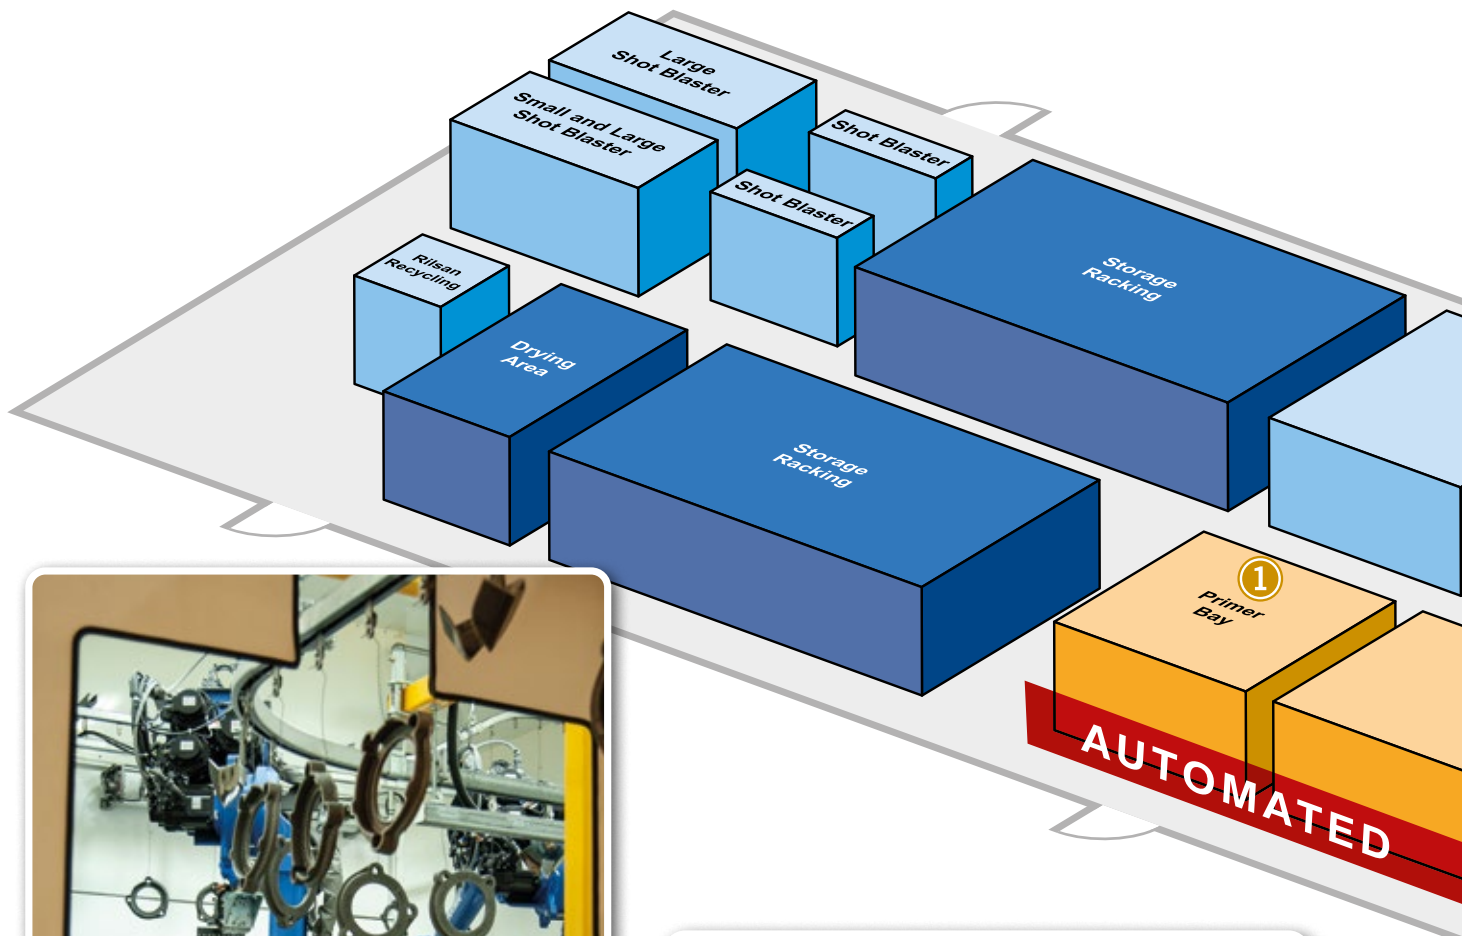 Large
Shot Blaster
Small and Large
Shot Blaster
Shot Blaster
Shot Blaster
Rilsan
Recycling
Storage
Racking
Drying
Area
Storage
Racking
1
Primer
Bay
AUTOMATED